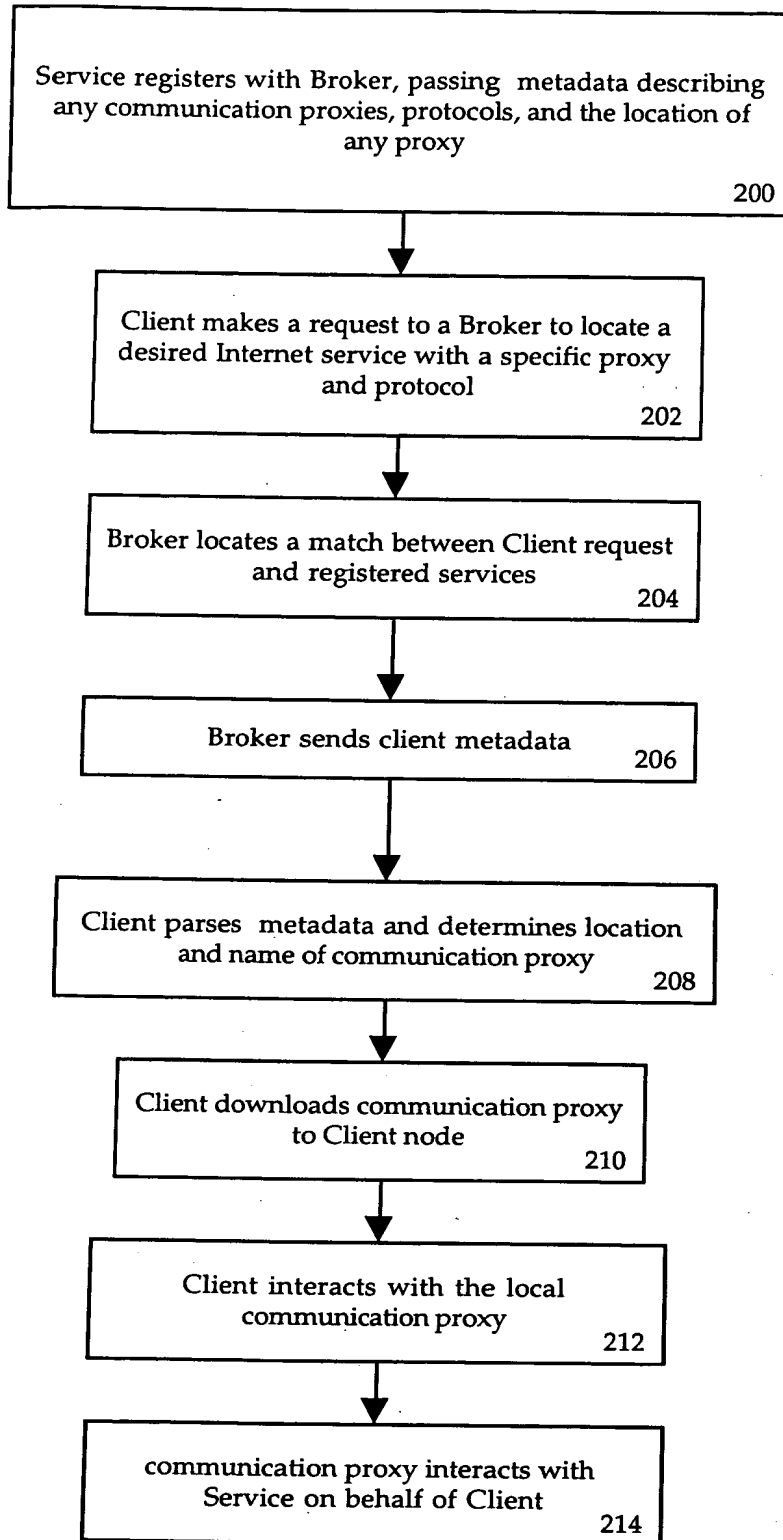 Service registers with Broker, passing metadata describing
any communication proxies, protocols, and the location of
any proxy
200
Client makes a request to a Broker to locate a
desired Internet service with a specific proxy
and protocol
202
Broker locates a match between Client request
and registered services
204
Broker sends client metadata
206
Client parses metadata and determines location
and name of communication proxy
208
Client downloads communication proxy
to Client node
210
Client interacts with the local
communication proxy
212
communication proxy interacts with
Service on behalf of Client
214